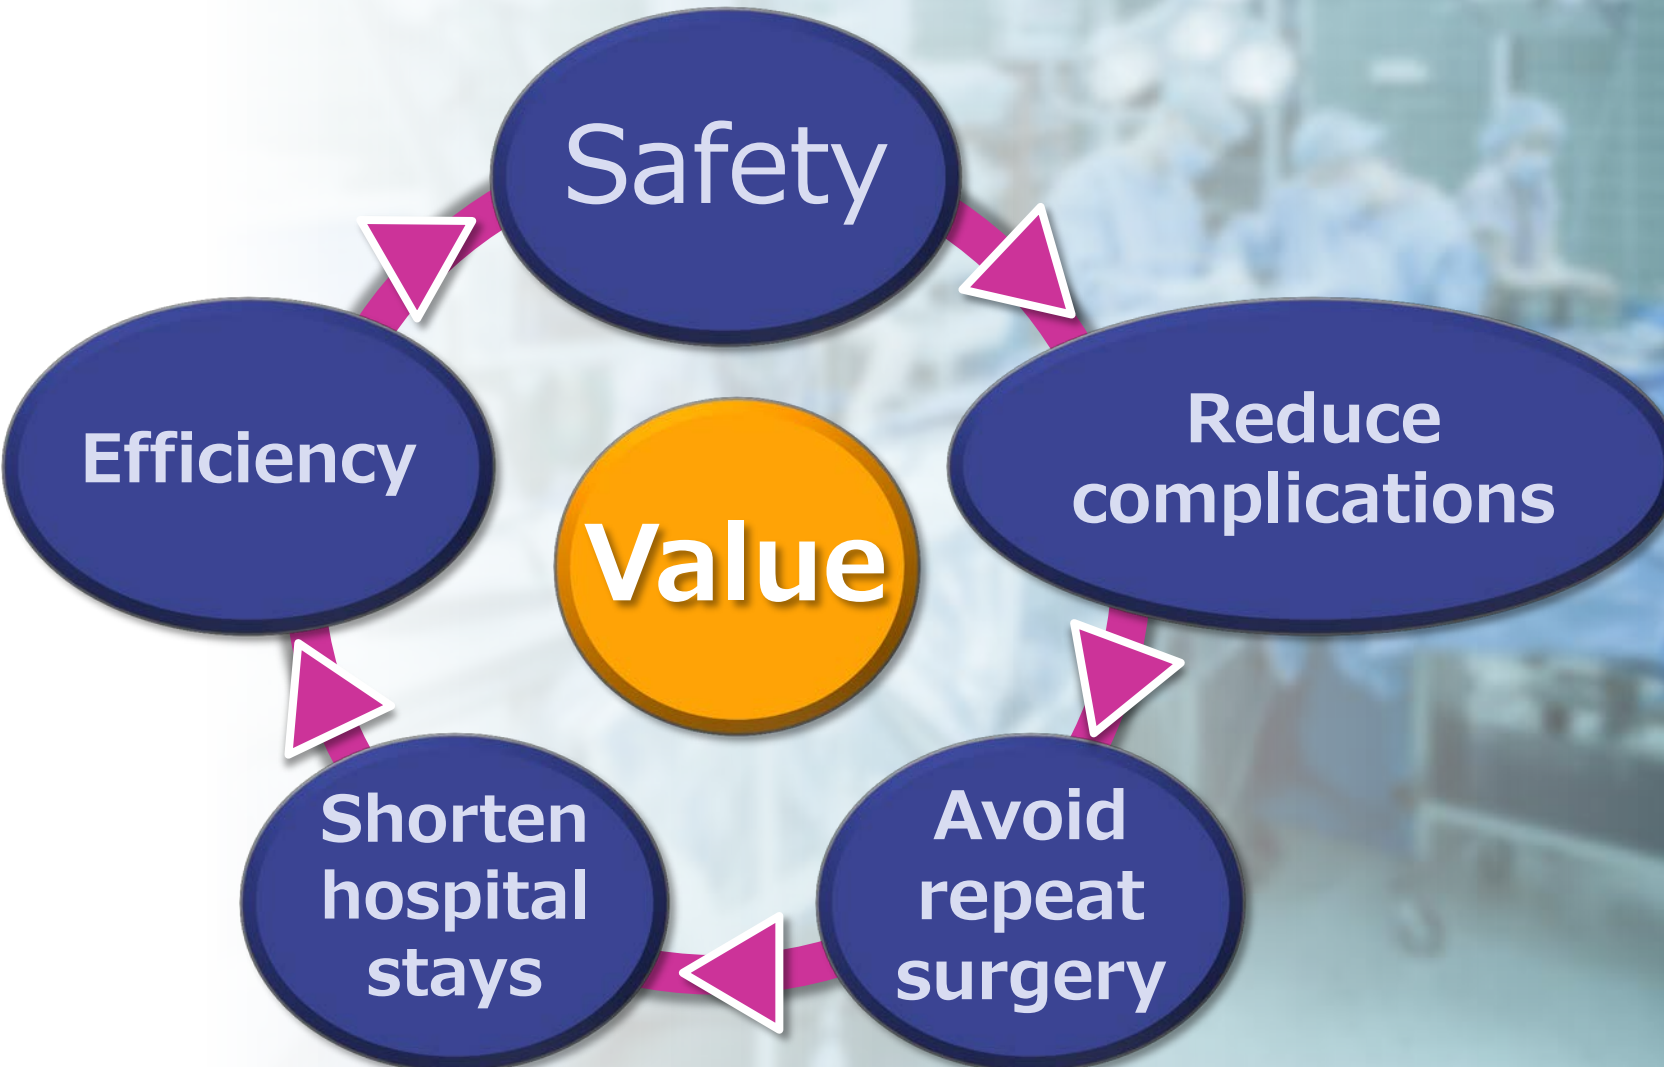 Safety
Reduce
complications
Efficiency
Value
Avoid
repeat
surgery
Shorten
hospital
stays